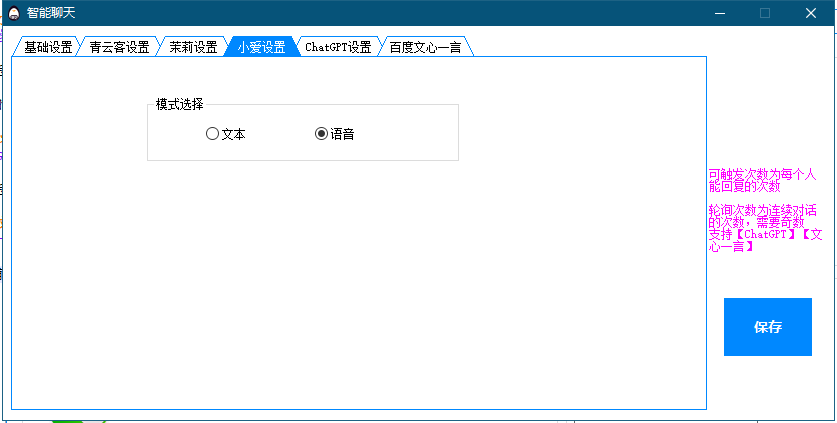 智能聊天
基础设置 青云客设置 茉莉设置 小爱设置 ChatGPT设置 百度文心一言
模式选择
文本 语音
可触发次数为每个人
能回复的次数
轮询次数为连续对话
的次数，需要奇数
支持【ChatGPT】【文
心一言】
保存